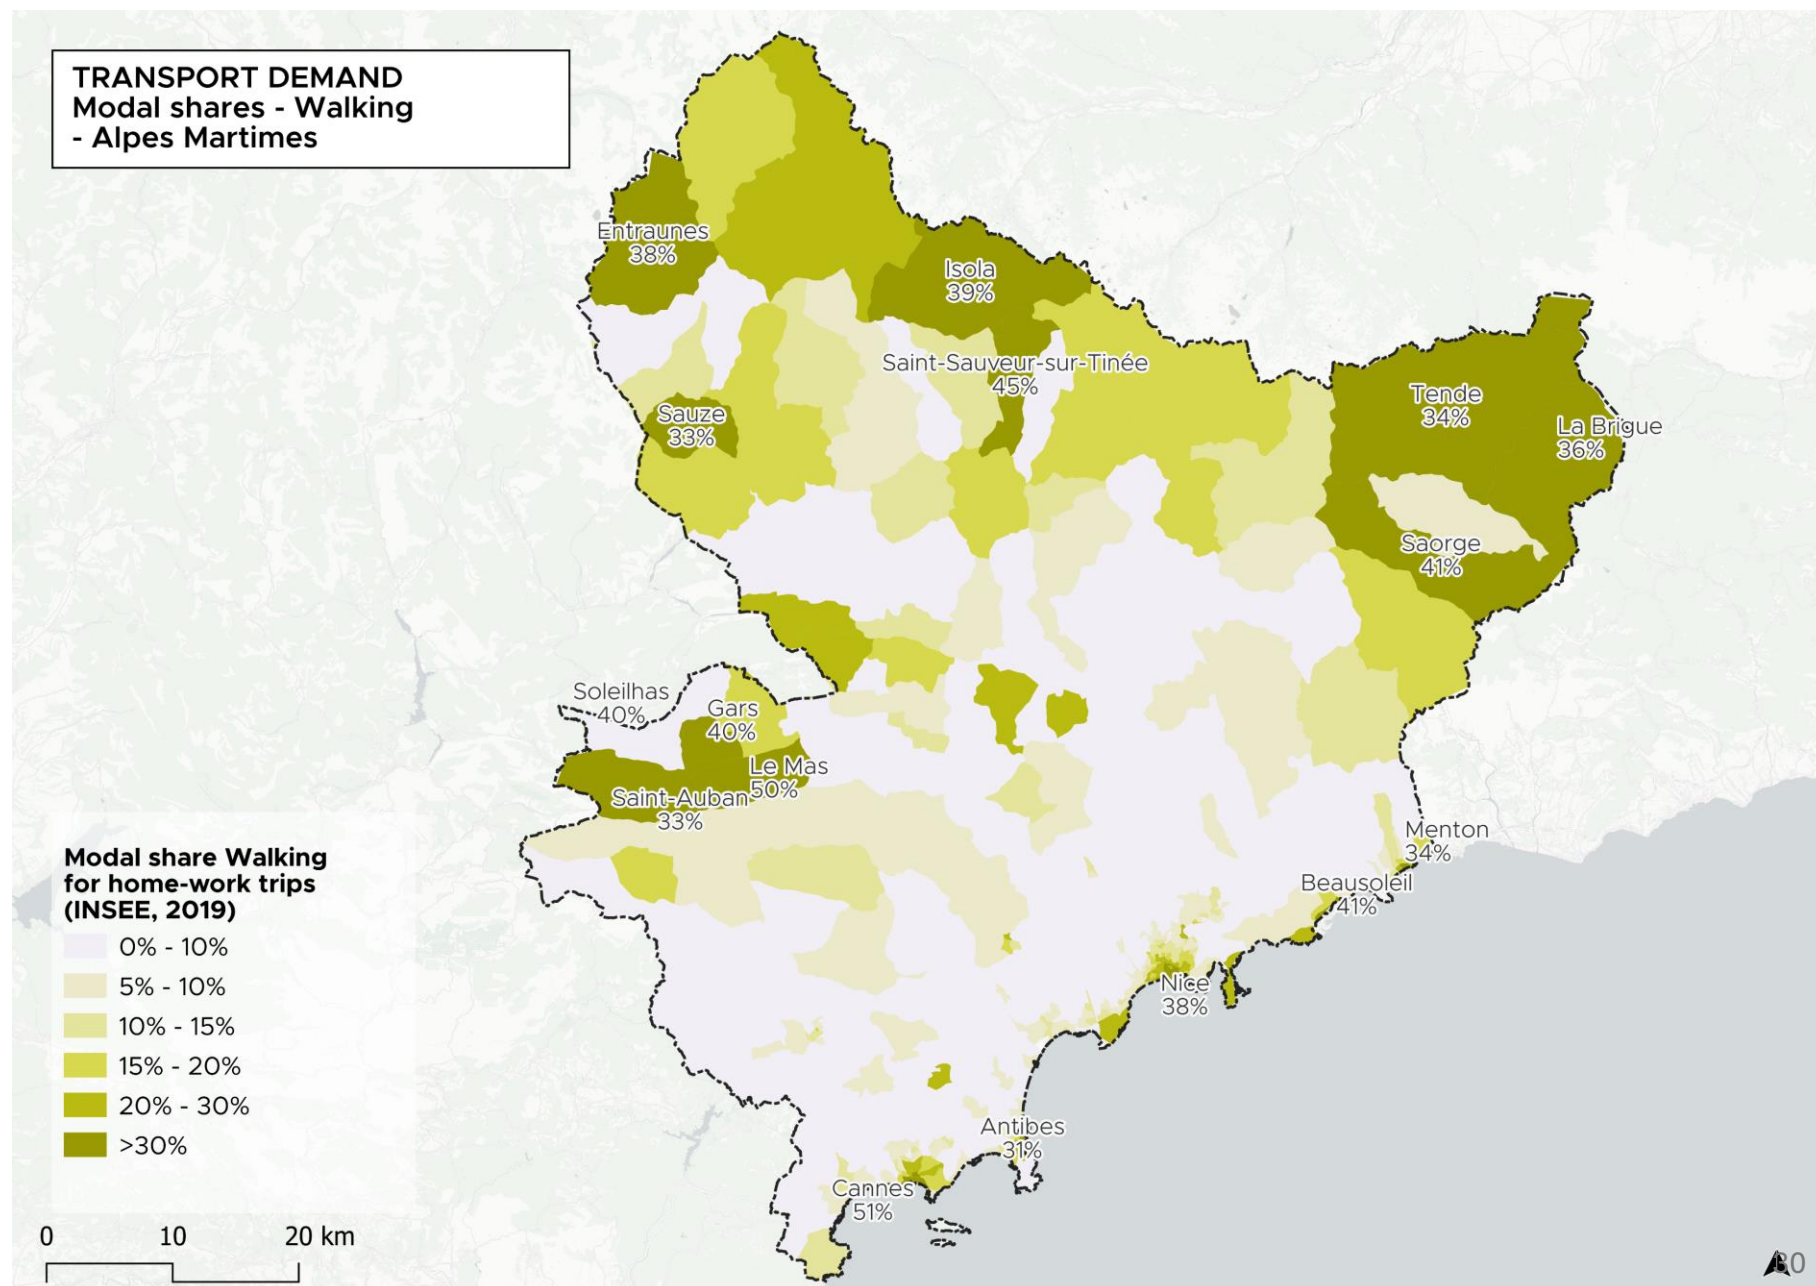 TRANSPORT DEMAND
Modal shares - Walking
- Alpes Martimes
Entraunes
38%
Isola
39%
Saint-Sauveur-sur-Tinée
45%
Sauze
33%
Tende
34%
La Brigue
36%
Saorge
41%
Soleilhas
40%
Gars
40%
Le Mas
50%
Saint-Auban
33%
Menton
34%
Beausoleil
41%
Nice
38%
Antibes
31%
Cannes
51%
Modal share Walking
for home-work trips
(INSEE, 2019)
0% - 10%
5% - 10%
10% - 15%
15% - 20%
20% - 30%
>30%
0 10 20 km
30